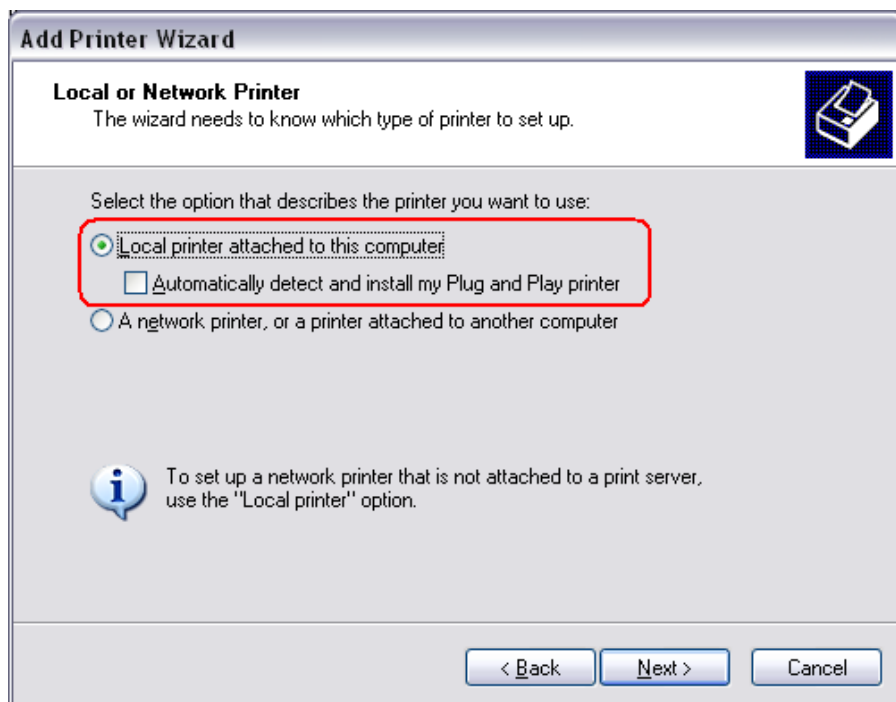 Add Printer Wizard
Local or Network Printer
The wizard needs to know which type of printer to set up.
Select the option that describes the printer you want to use:
Local printer attached to this computer
Automatically detect and install my Plug and Play printer
A network printer, or a printer attached to another computer
To set up a network printer that is not attached to a print server,
use the "Local printer" option.
< Back Next > Cancel